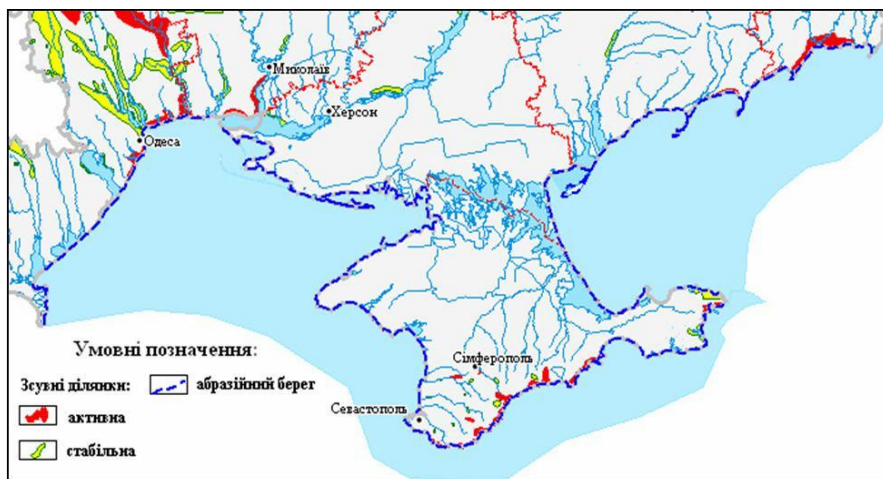 Миколаїв
Херсон
Одеса
Умовні позначення:
Сімферополь
Зсувні ділянки:
абразійний берег
активна
Севастополь
стабільна